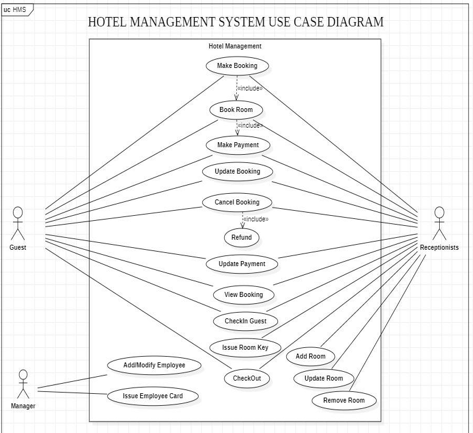 uc HMS
HOTEL MANAGEMENT SYSTEM USE CASE DIAGRAM
Hotel Management
Make Booking
«include»
Book Room
«include»
Make Payment
Update Booking
Cancel Booking
«include»
Refund
Guest
Receptionists
Update Payment
View Booking
CheckIn Guest
Issue Room Key
Add Room
Add/Modify Employee
CheckOut
Update Room
Issue Employee Card
Remove Room
Manager